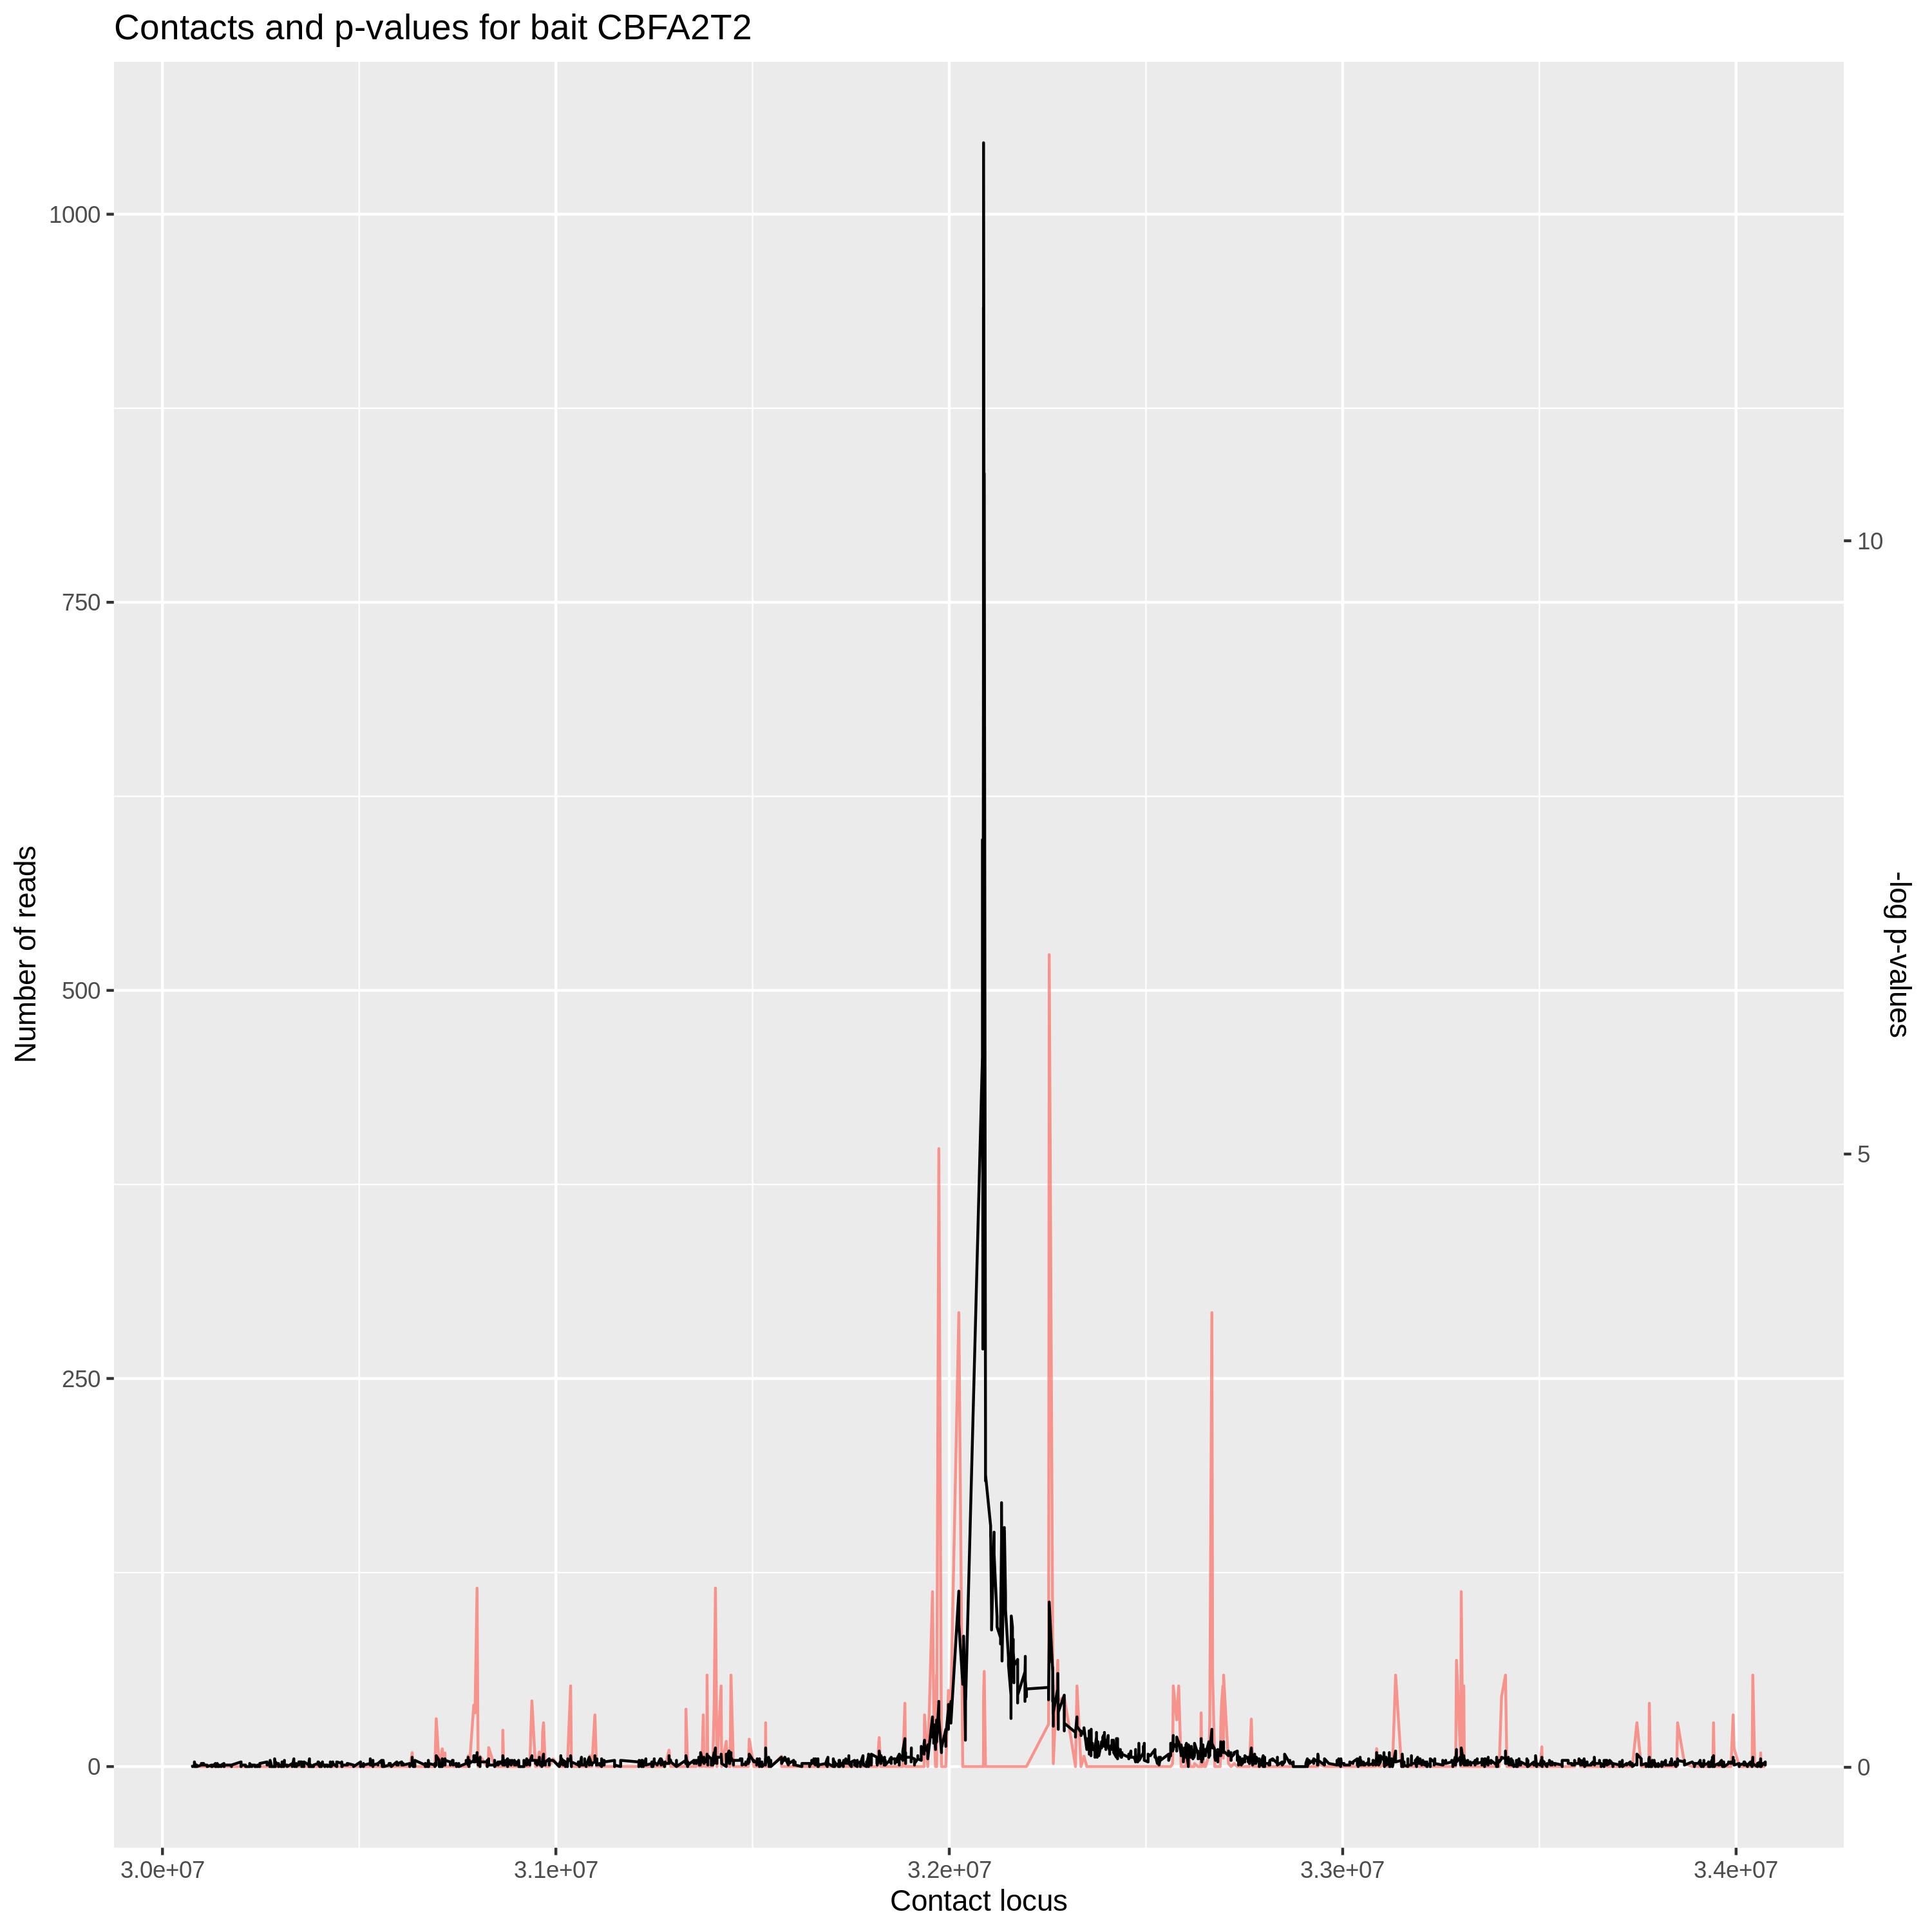 Contacts and p-values for bait CBFA2T2
1000
750
500
250
0
Number of reads
10
5
0
-log p-values
3.0e+07
3.1e+07
3.2e+07
3.3e+07
3.4e+07
Contact locus